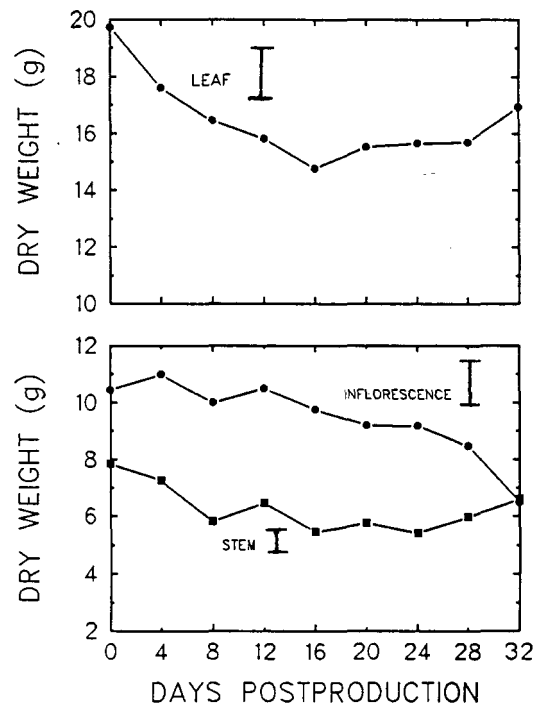 20
18
16
14
12
10
DRY WEIGHT (g)
LEAF
12
10
8
6
4
2
DRY WEIGHT (g)
INFLORESCENCE
STEM
0 4 8 12 16 20 24 28 32
DAYS POSTPRODUCTION